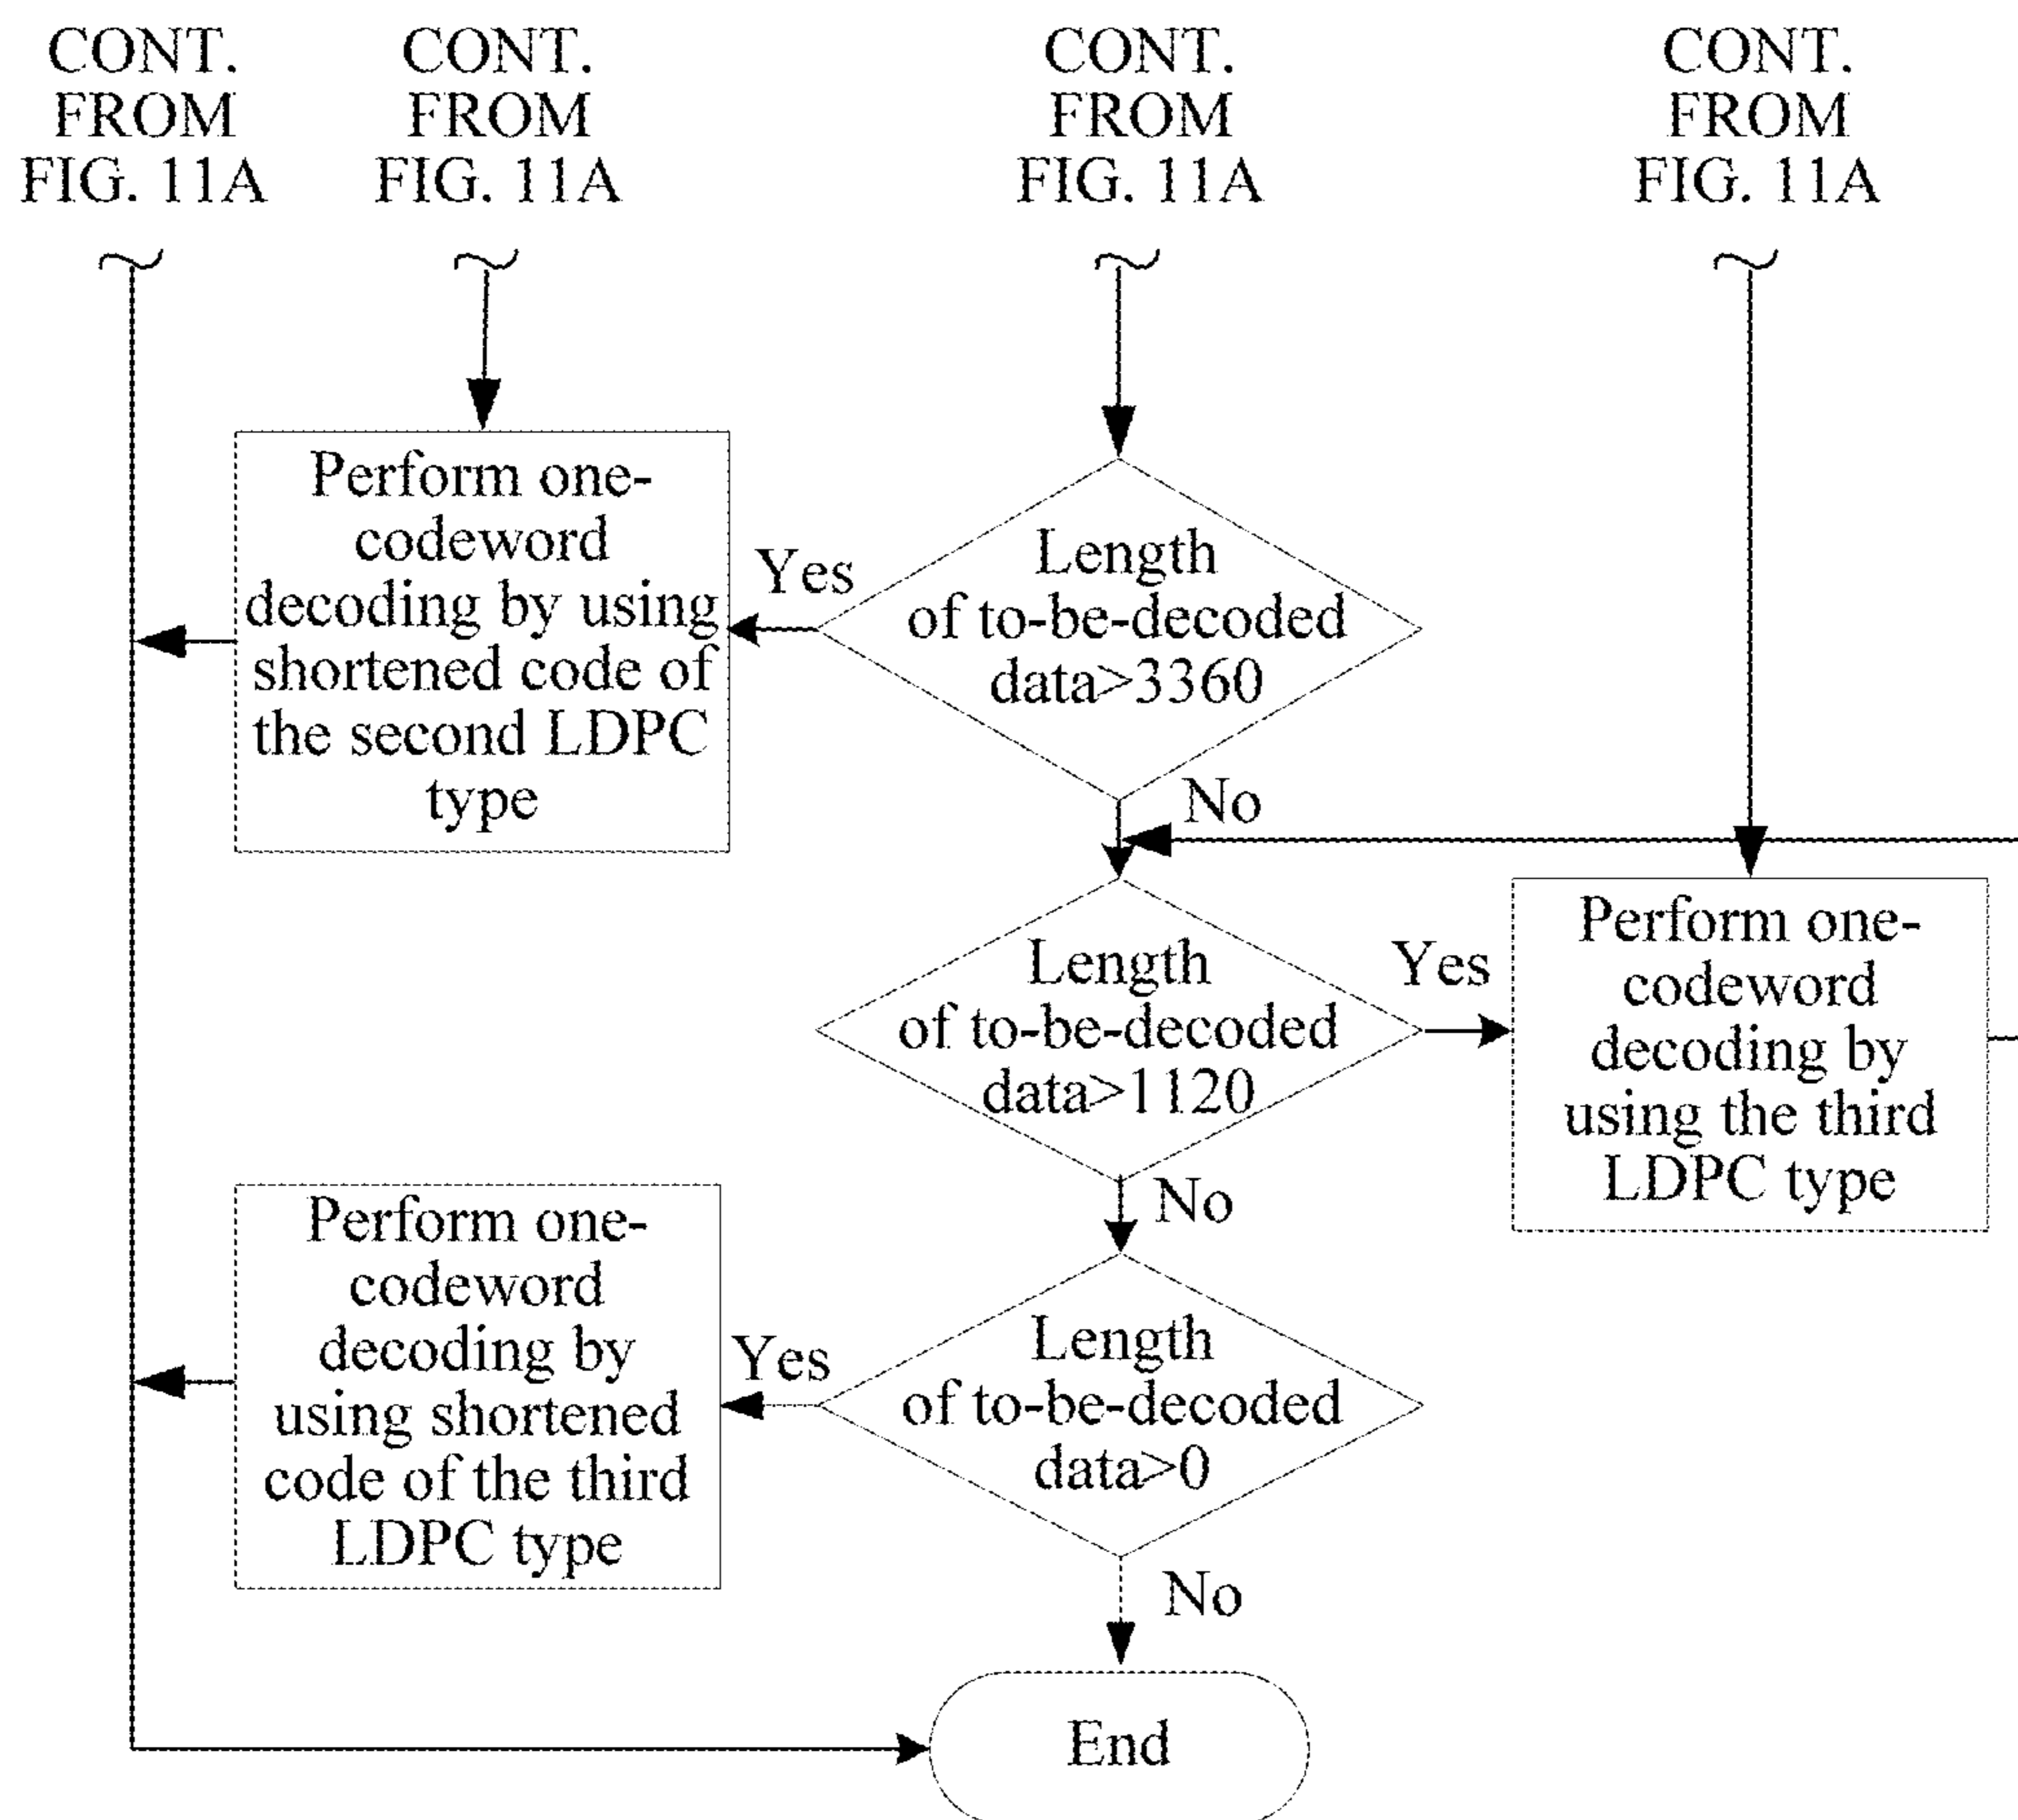 CONT.
FROM
FIG. 11A
CONT.
FROM
FIG. 11A
CONT.
FROM
FIG. 11A
CONT.
FROM
FIG. 11A
Perform one-
codeword
decoding by using
shortened code of
the second LDPC
type
Yes
Length
of to-be-decoded
data>3360
No
Length
of to-be-decoded
data>1120
Yes
Perform one-
codeword
decoding by
using the third
LDPC type
No
Perform one-
codeword
decoding by
using shortened
code of the third
LDPC type
Yes
Length
of to-be-decoded
data>0
No
End